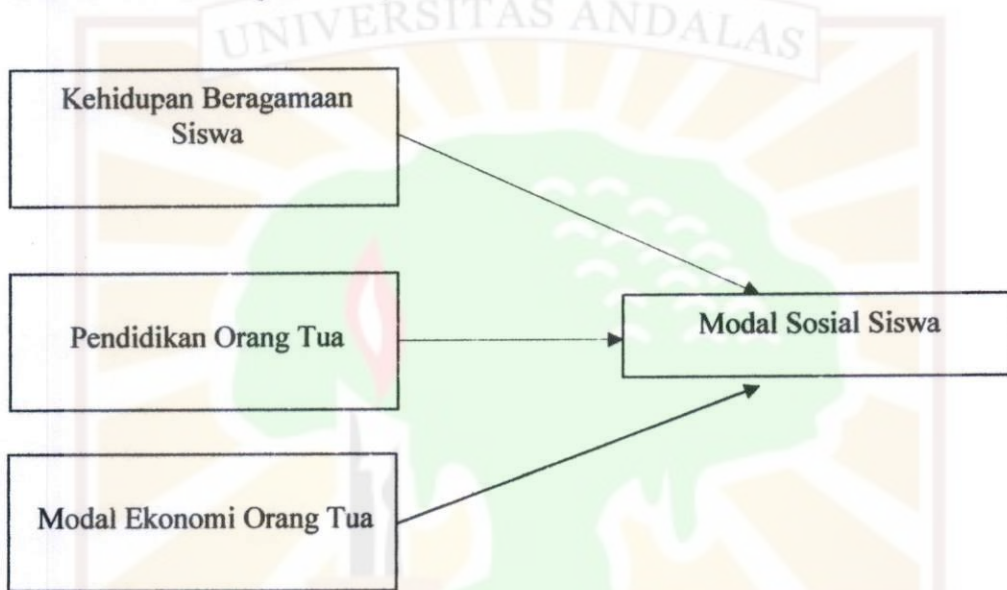 UNIVERSITAS ANDALAS
Kehidupan Beragamaan
Siswa
Pendidikan Orang Tua
Modal Sosial Siswa
Modal Ekonomi Orang Tua